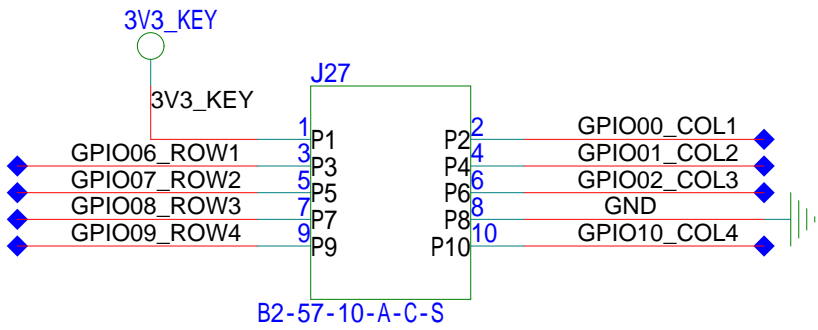 3V3_KEY
J27
3V3_KEY
1 P1 P2 2 GPIO00_COL1
GPIO06_ROW1 3 P3 P4 4 GPIO01_COL2
GPIO07_ROW2 5 P5 P6 6 GPIO02_COL3
GPIO08_ROW3 7 P7 P8 8 GND
GPIO09_ROW4 9 P9 P10 10 GPIO10_COL4
B2-57-10-A-C-S